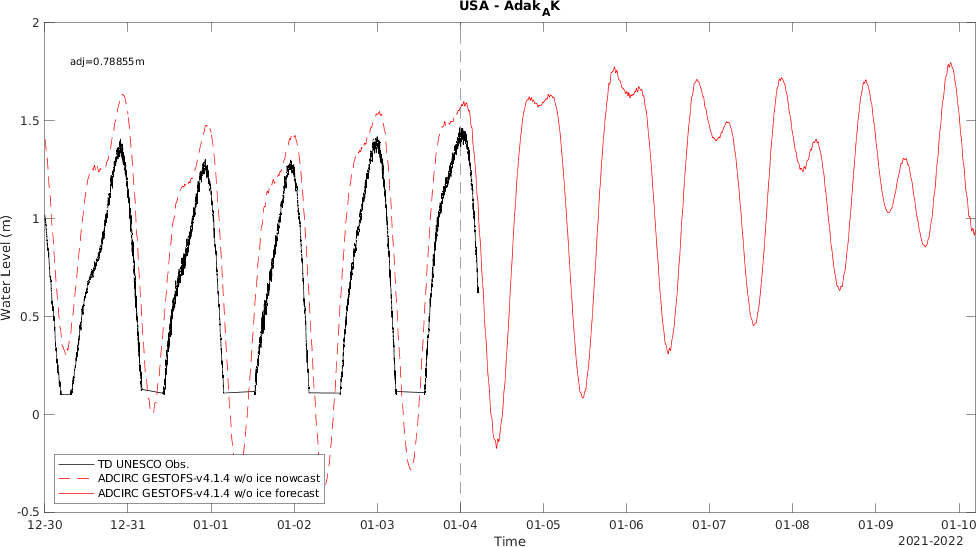 USA - Adak_AK
2
adj=0.78855m
1.5
1
0.5
0
-0.5
Water Level (m)
TD UNESCO Obs.
ADCIRC GESTOFS-v4.1.4 w/o ice nowcast
ADCIRC GESTOFS-v4.1.4 w/o ice forecast
12-30 12-31 01-01 01-02 01-03 01-04 01-05 01-06 01-07 01-08 01-09 01-10
Time
2021-2022